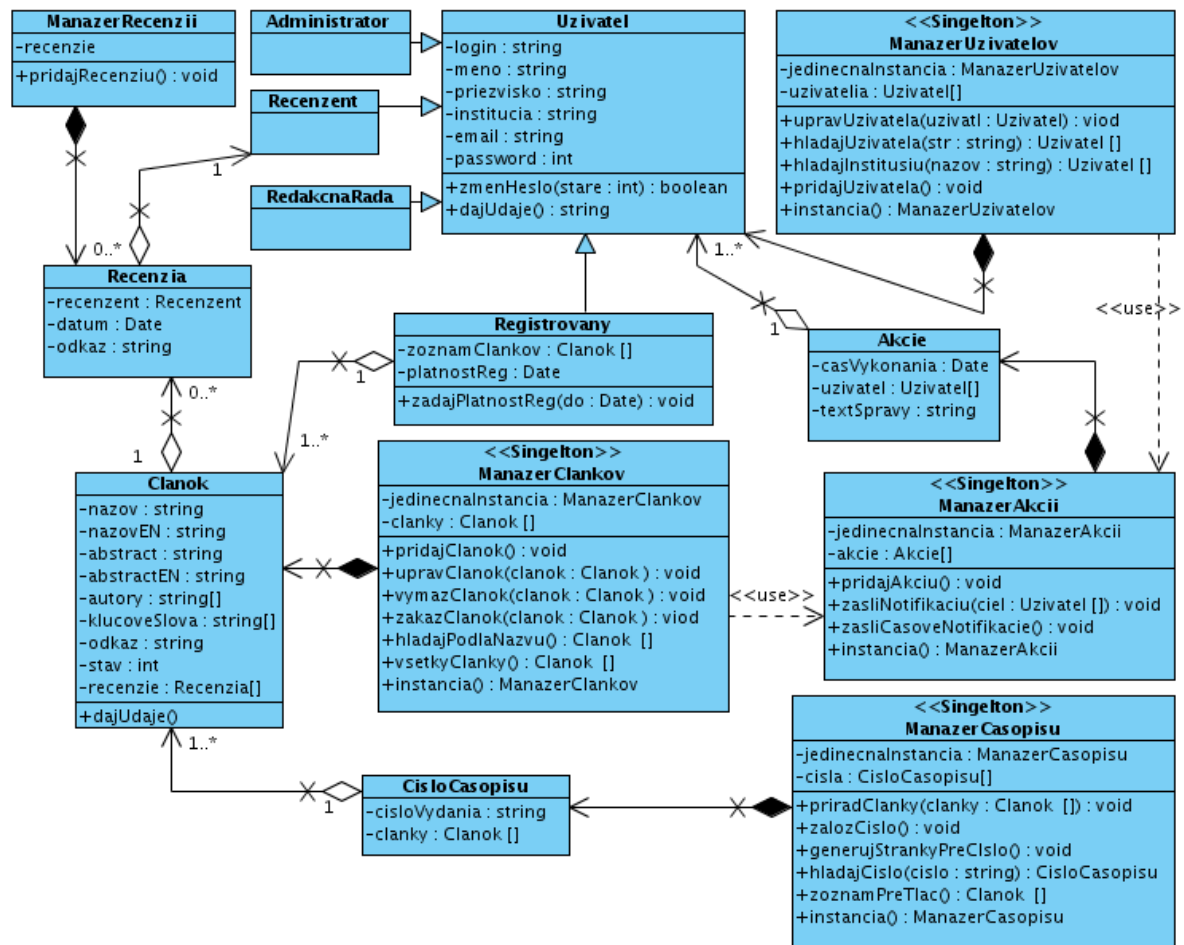 ManazerRecenzii
-recenzie
+pridajRecenziu() : void
Administrator
Recenzent
RedakcnaRada
Uzivatel
-login : string
-meno : string
-priezvisko : string
-institucia : string
-email : string
-password : int
+zmenHeslo(stare : int) : boolean
+dajUdaje() : string
<<Singelton>>
ManazerUzivatelov
-jedinecnaInstancia : ManazerUzivatelov
-uzivatelia : Uzivatel[]
+upravUzivatela(uzivatl : Uzivatel) : viod
+hladajUzivatela(str : string) : Uzivatel []
+hladajInstitusiu(nazov : string) : Uzivatel []
+pridajUzivatela() : void
+instancia() : ManazerUzivatelov
1
0..*
1..*
<<use>>
Recenzia
-recenzent : Recenzent
-datum : Date
-odkaz : string
Registrovany
-zoznamClankov : Clanok []
-platnostReg : Date
+zadajPlatnostReg(do : Date) : void
1
1
Akcie
-casVykonania : Date
-uzivatel : Uzivatel[]
-textSpravy : string
0..*
1..*
1
Clanok
-nazov : string
-nazovEN : string
-abstract : string
-abstractEN : string
-autory : string[]
-klucoveSlova : string[]
-odkaz : string
-stav : int
-recenzie : Recenzia[]
+dajUdaje()
<<Singelton>>
ManazerClankov
-jedinecnaInstancia : ManazerClankov
-clanky : Clanok []
+pridajClanok() : void
+upravClanok(clanok : Clanok ) : void
+vymazClanok(clanok : Clanok ) : void
+zakazClanok(clanok : Clanok ) : viod
+hladajPodlaNazvu() : Clanok []
+vsetkyClanky() : Clanok []
+instancia() : ManazerClankov
<<use>>
<<Singelton>>
ManazerAkcii
-jedinecnaInstancia : ManazerAkcii
-akcie : Akcie[]
+pridajAkciu() : void
+zasliNotifikaciu(ciel : Uzivatel []) : void
+zasliCasoveNotifikacie() : void
+instancia() : ManazerAkcii
1..*
1
CisloCasopisu
-cisloVydania : string
-clanky : Clanok []
<<Singelton>>
ManazerCasopisu
-jedinecnaInstancia : ManazerCasopisu
-cisla : CisloCasopisu[]
+priradClanky(clanky : Clanok []) : void
+zalozCislo() : void
+generujStrankyPreCIslo() : void
+hladajCislo(cislo : string) : CisloCasopisu
+zoznamPreTlac() : Clanok []
+instancia() : ManazerCasopisu